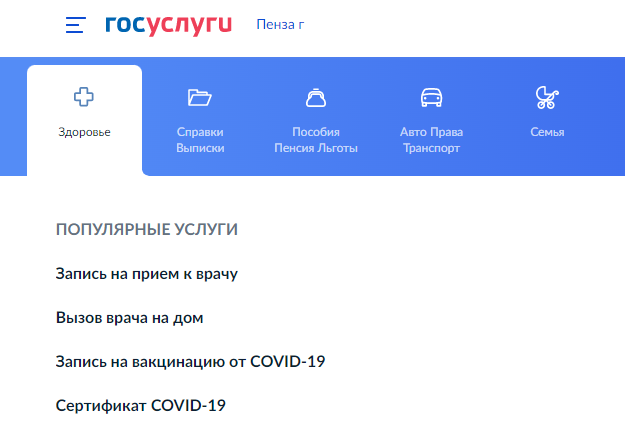 госуслуги Пенза г
Здоровье
Справки
Выписки
Пособия
Пенсия Льготы
Авто Права
Транспорт
Семья
ПОПУЛЯРНЫЕ УСЛУГИ
Запись на прием к врачу
Вызов врача на дом
Запись на вакцинацию от COVID-19
Сертификат COVID-19